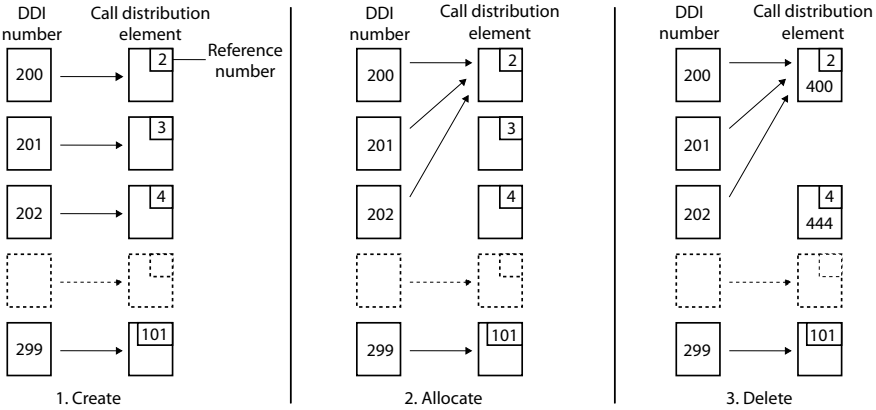 DDI
number
Call distribution
element
200
2
Reference
number
201
3
202
4
299
101
1. Create
DDI
number
Call distribution
element
200
2
201
3
202
4
299
101
2. Allocate
DDI
number
Call distribution
element
200
2
400
201
202
4
444
299
101
3. Delete